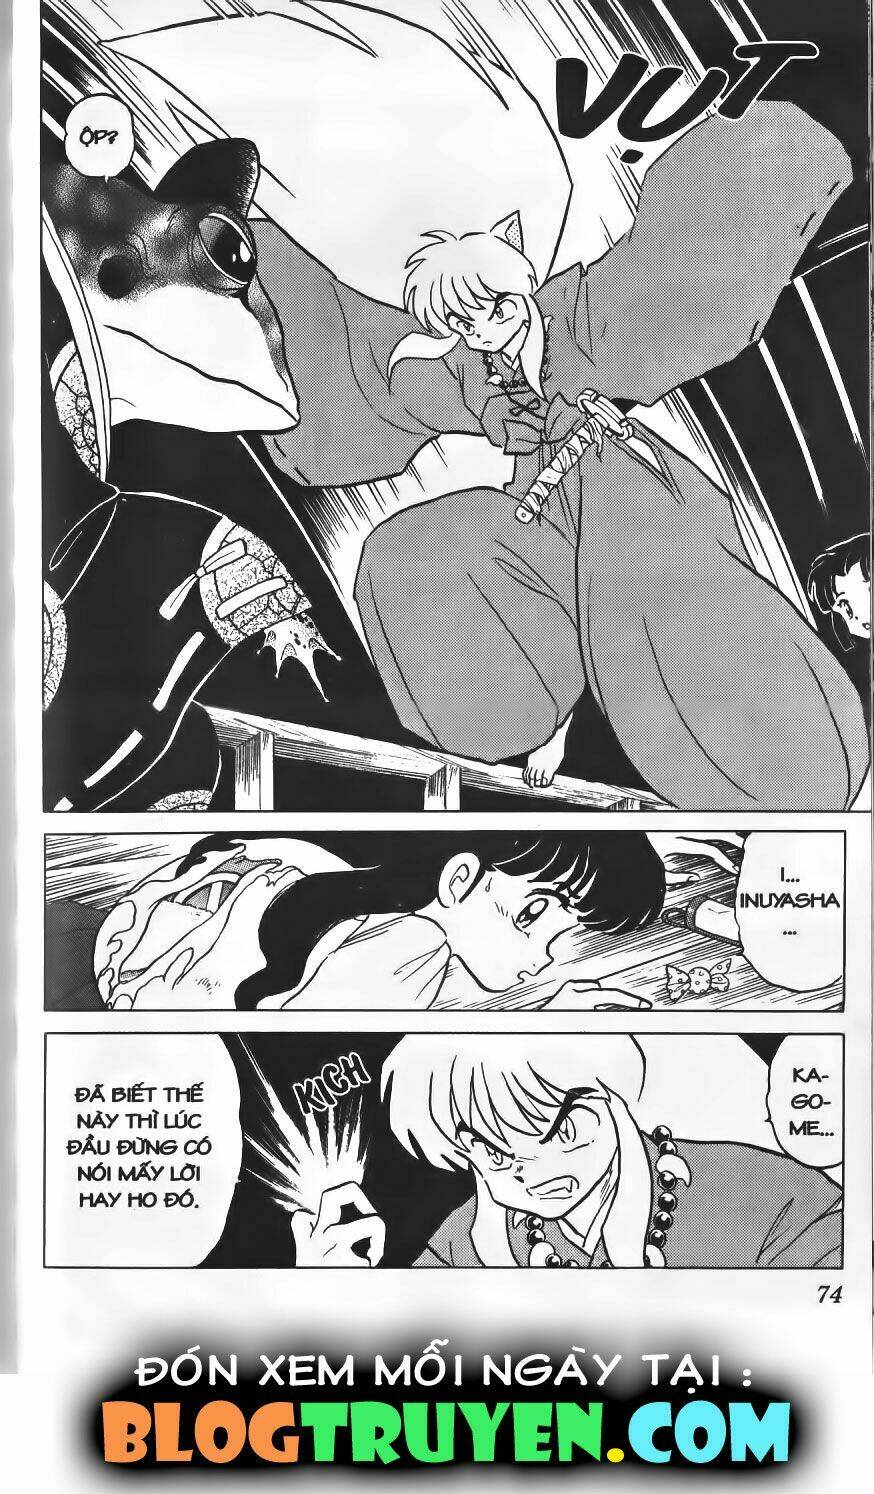 VỤT
ỘP?
I...
INUYASHA
...
KA-
GO-
ME...
KỊCH
ĐÃ BIẾT THẾ
NÀY THÌ LÚC
ĐẦU ĐỪNG CÓ
NÓI MẤY LỜI
HAY HO ĐÓ.
74
ĐÓN XEM MỖI NGÀY TẠI :
BLOGTRUYEN.COM